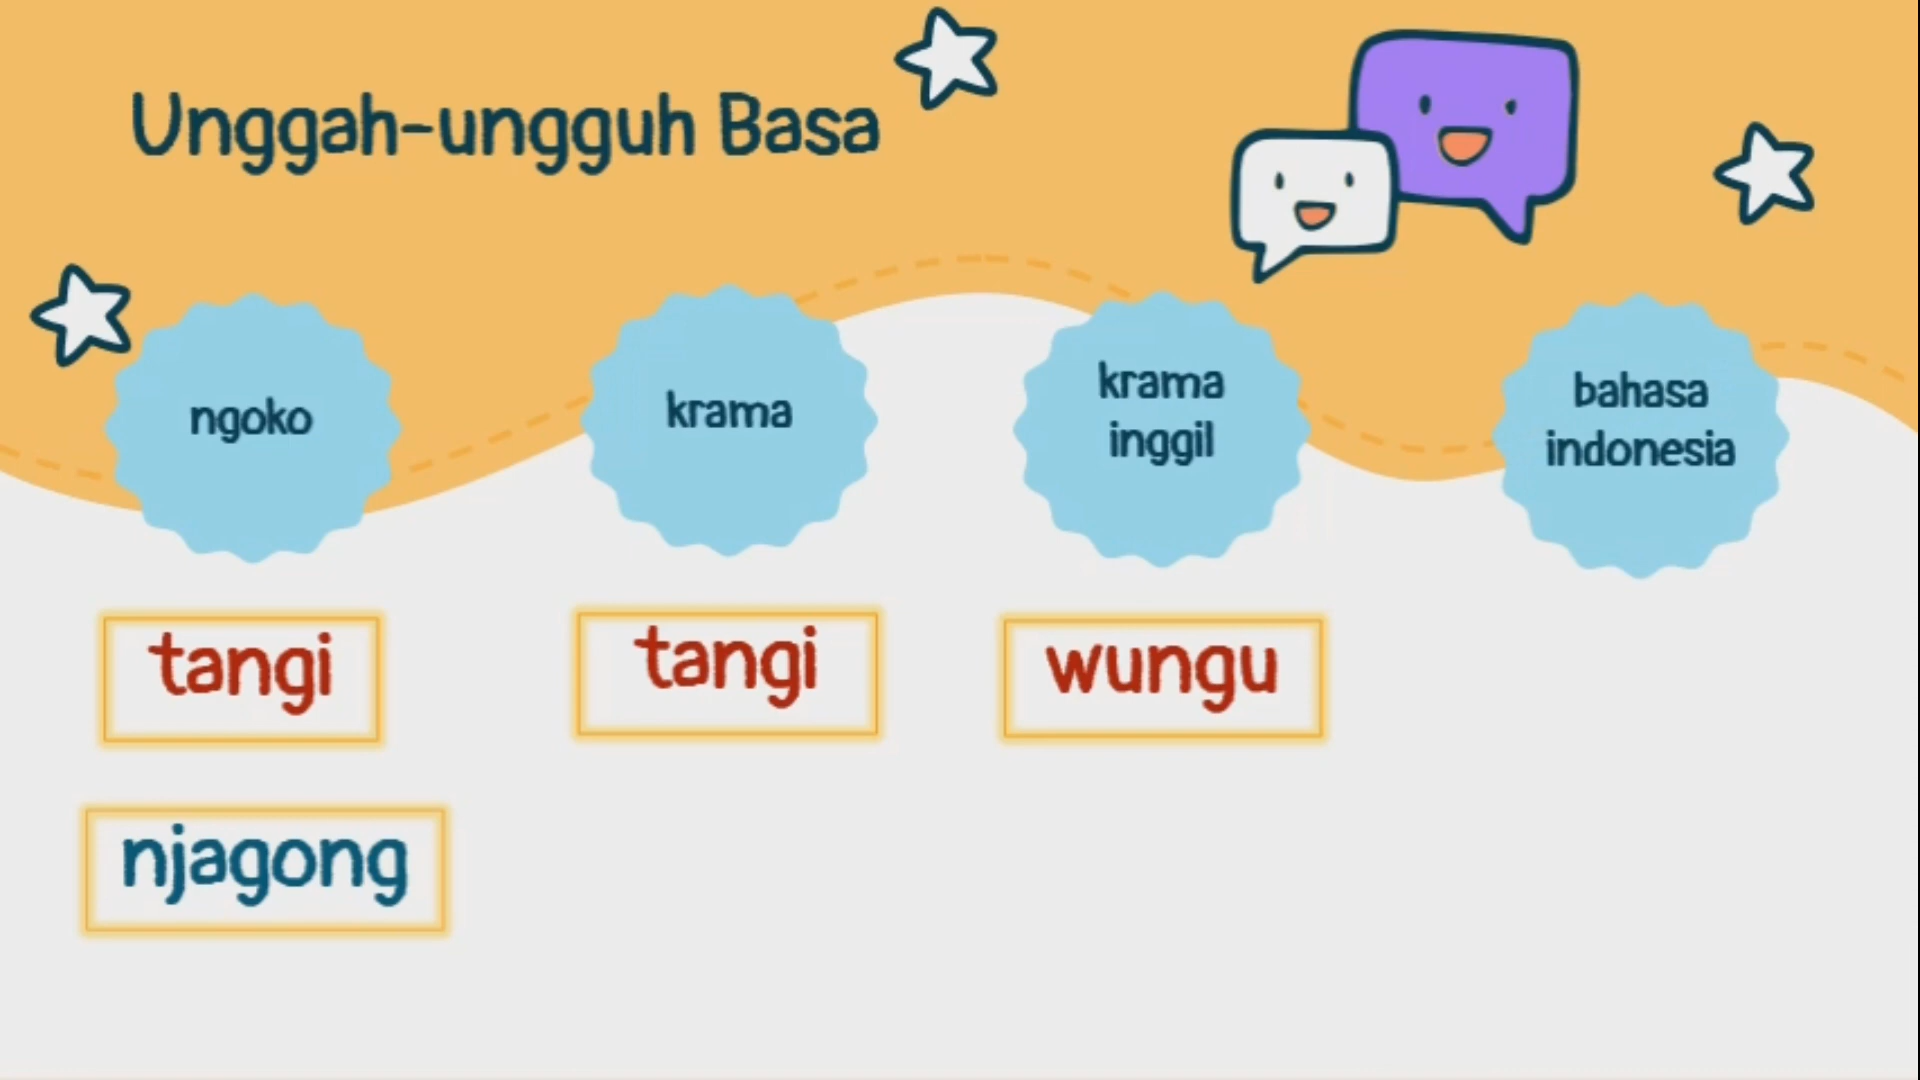 Unggah-ungguh Basa
ngoko
krama
krama
inggil
bahasa
indonesia
tangi
tangi
wungu
njagong